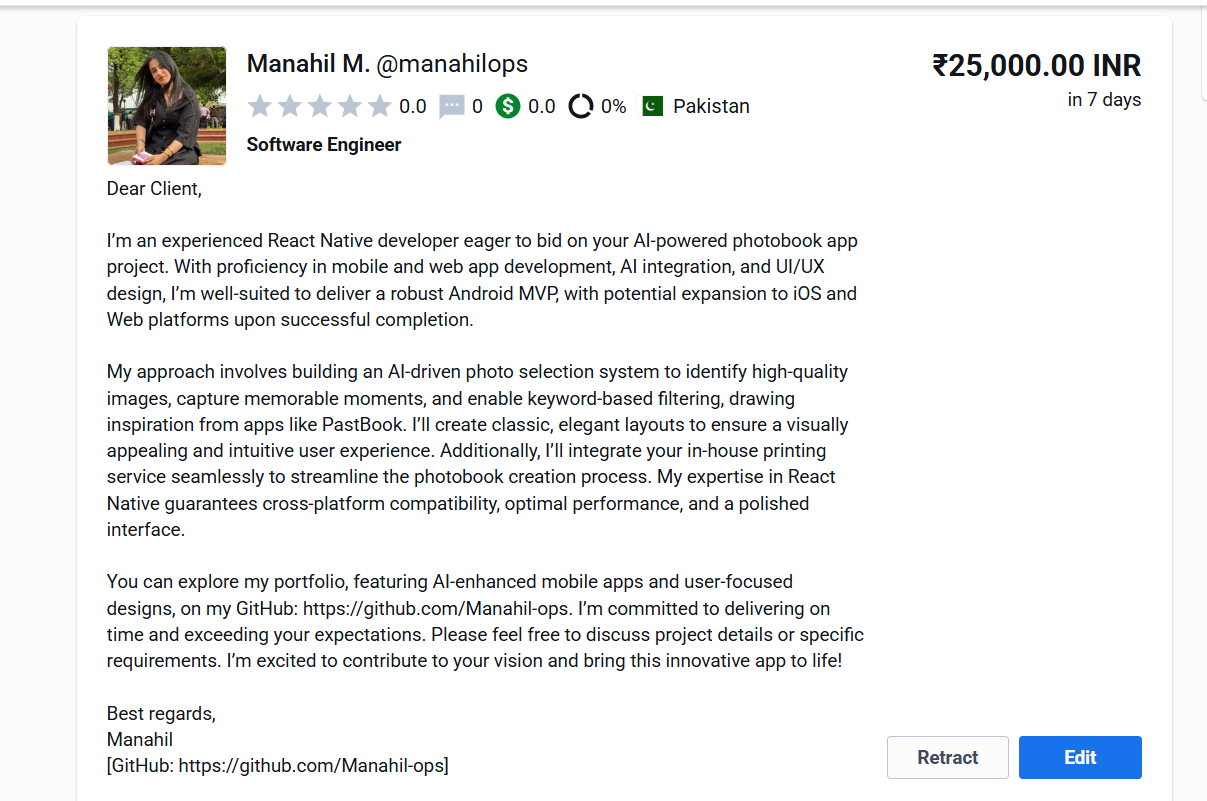 Manahil M. @manahilops
₹25,000.00 INR
0.0 0 0.0 0% Pakistan
in 7 days
Software Engineer
Dear Client,
I’m an experienced React Native developer eager to bid on your AI-powered photobook app
project. With proficiency in mobile and web app development, AI integration, and UI/UX
design, I’m well-suited to deliver a robust Android MVP, with potential expansion to iOS and
Web platforms upon successful completion.
My approach involves building an AI-driven photo selection system to identify high-quality
images, capture memorable moments, and enable keyword-based filtering, drawing
inspiration from apps like PastBook. I’ll create classic, elegant layouts to ensure a visually
appealing and intuitive user experience. Additionally, I’ll integrate your in-house printing
service seamlessly to streamline the photobook creation process. My expertise in React
Native guarantees cross-platform compatibility, optimal performance, and a polished
interface.
You can explore my portfolio, featuring AI-enhanced mobile apps and user-focused
designs, on my GitHub: https://github.com/Manahil-ops. I’m committed to delivering on
time and exceeding your expectations. Please feel free to discuss project details or specific
requirements. I’m excited to contribute to your vision and bring this innovative app to life!
Best regards,
Manahil
[GitHub: https://github.com/Manahil-ops]
Retract
Edit